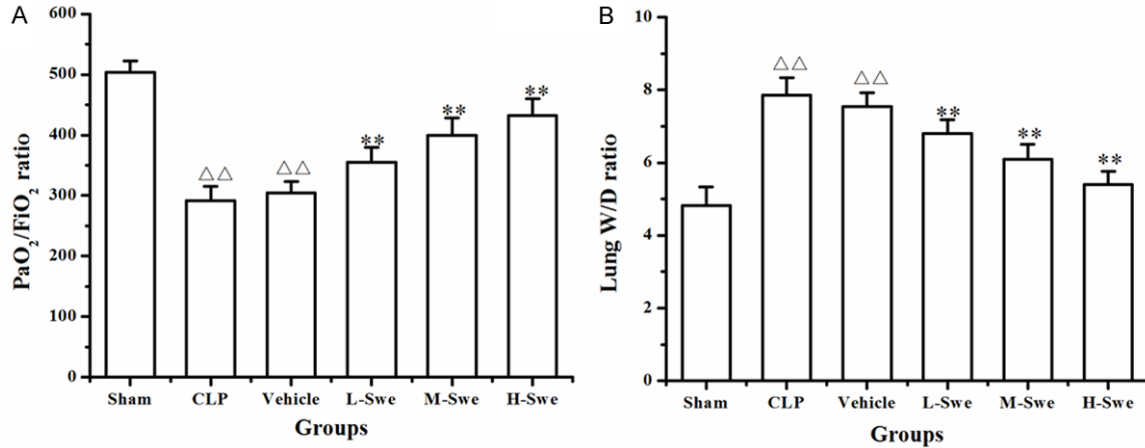 A
PaO₂/FiO₂ ratio
600
500
400
300
200
100
0
△△
△△
**
**
**
Sham CLP Vehicle L-Swe M-Swe H-Swe
Groups
B
Lung W/D ratio
10
8
6
4
2
0
△△
△△
**
**
**
Sham CLP Vehicle L-Swe M-Swe H-Swe
Groups